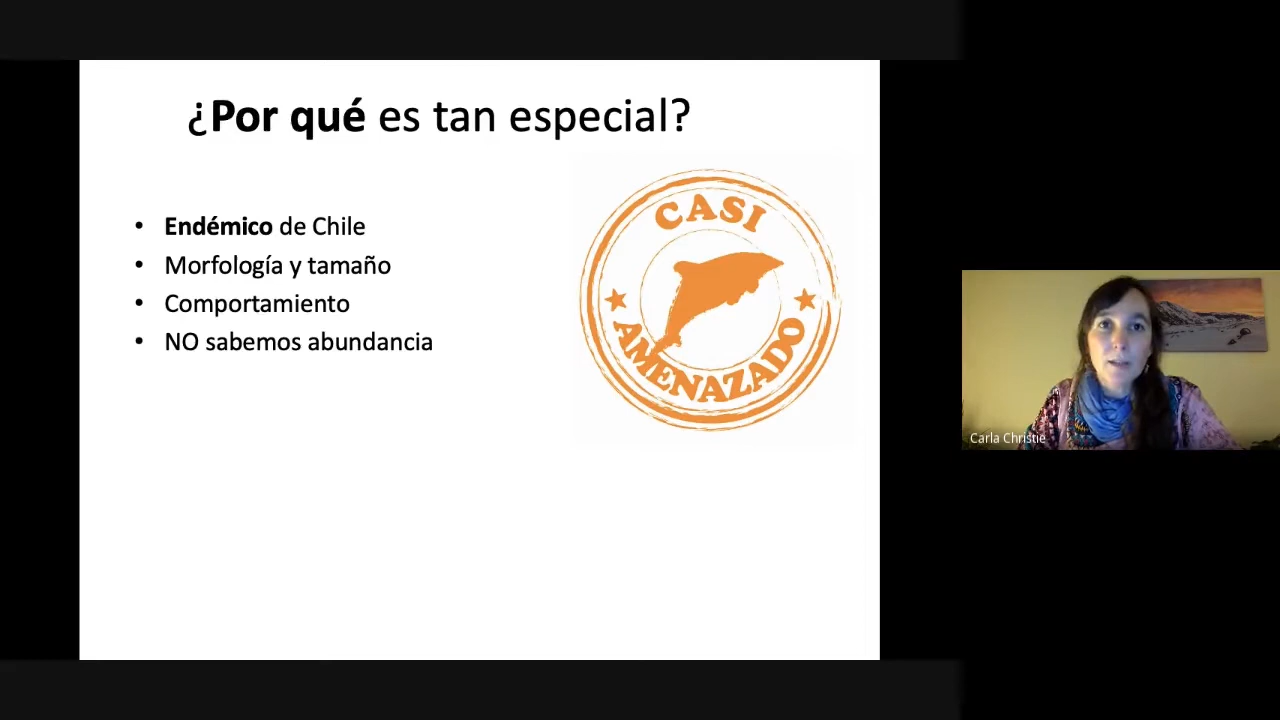 ¿Por qué es tan especial?
• Endémico de Chile
• Morfología y tamaño
• Comportamiento
• NO sabemos abundancia
CASI
AMENAZADO
Carla Christie